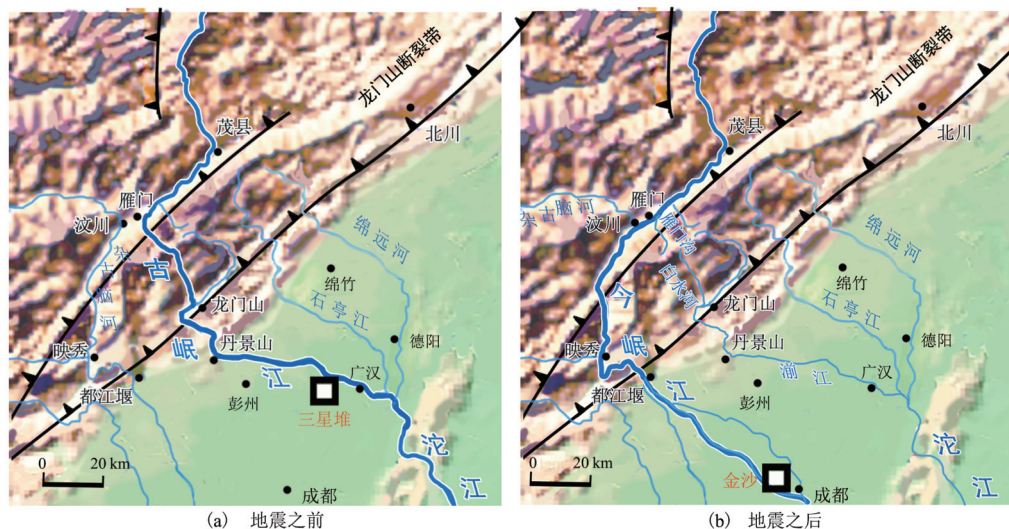 龙门山断裂带
北川
茂县
雁门
汶川
杂古脑河
古
绵远河
绵竹
石亭江
龙门山
映秀
岷
丹景山
德阳
江
广汉
都江堰
彭州
三星堆
沱
江
0 20 km
成都
(a) 地震之前
龙门山断裂带
北川
茂县
杂古脑河
雁门
汶川
雁门沟
绵远河
白水河
绵竹
今
石亭江
龙门山
映秀
岷
丹景山
德阳
湔江
江
广汉
都江堰
彭州
沱
江
0 20 km
金沙
成都
(b) 地震之后